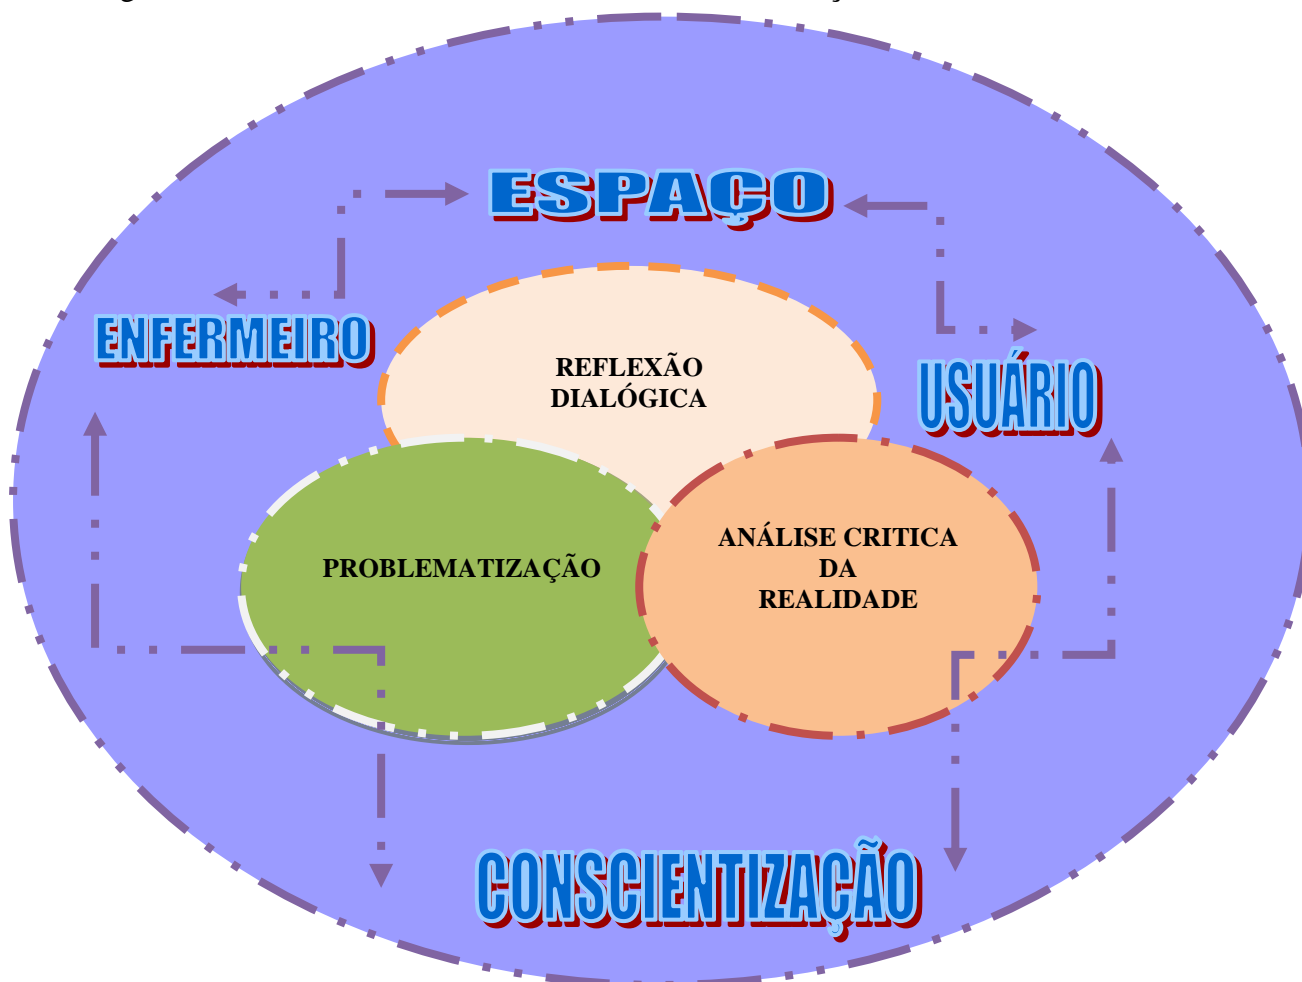 ESPAÇO
ENFERMEIRO
REFLEXÃO
DIALÓGICA
USUÁRIO
PROBLEMATIZAÇÃO
ANÁLISE CRITICA
DA
REALIDADE
CONSCIENTIZAÇÃO